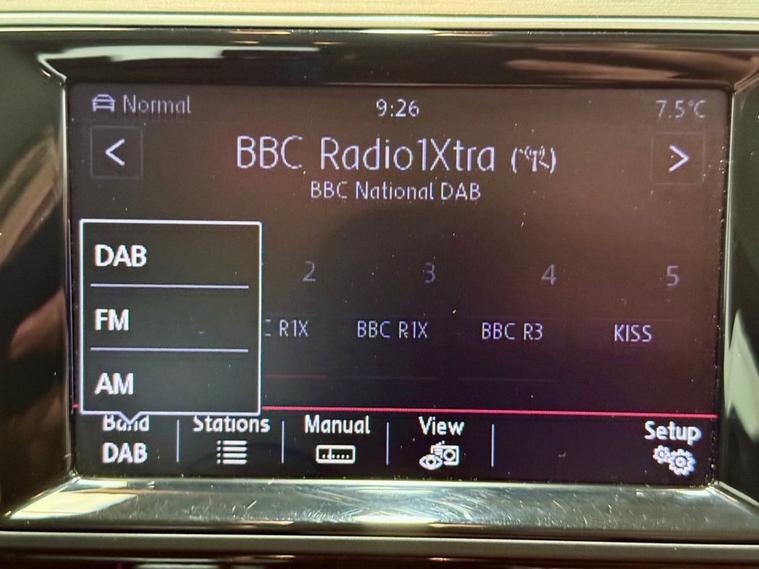 Normal 9:26 7.5°C
< BBC Radio1Xtra >
BBC National DAB
DAB
FM
AM
2 3 4 5
C R1X BBC R1X BBC R3 KISS
Band Stations Manual View Setup
DAB